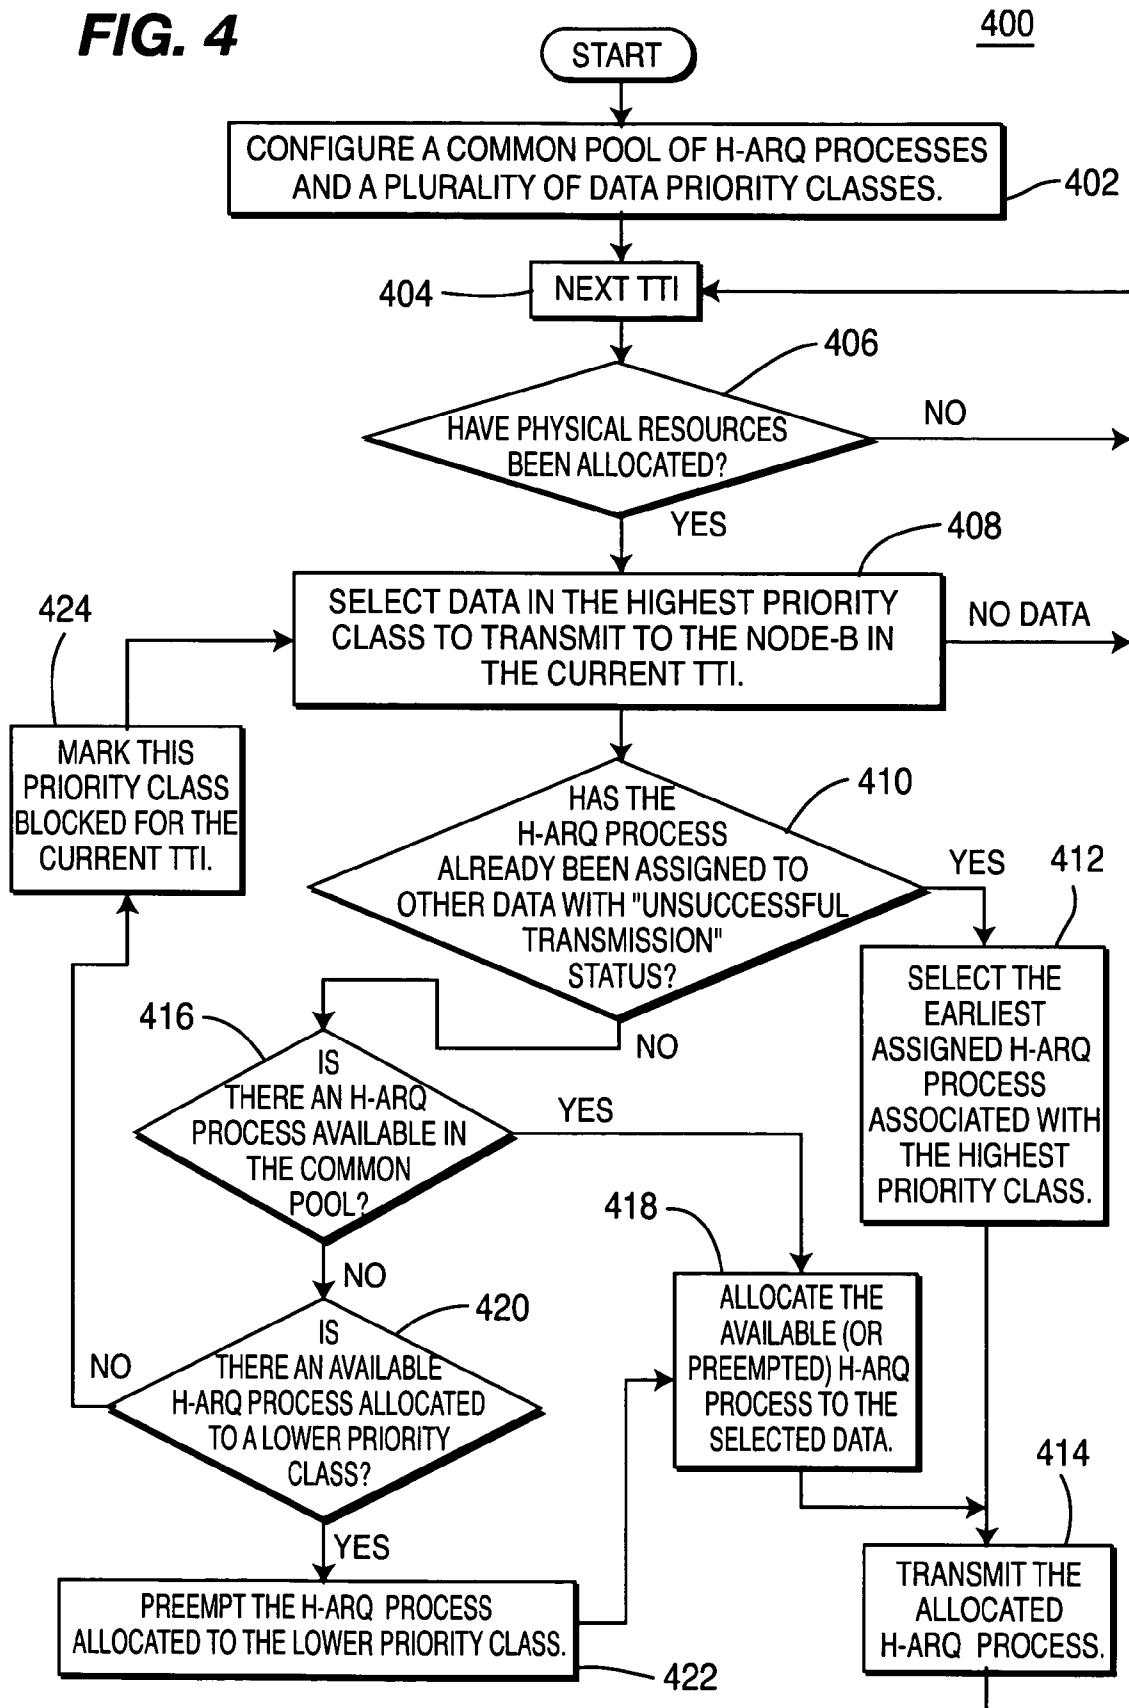 FIG. 4
400
START
CONFIGURE A COMMON POOL OF H-ARQ PROCESSES
AND A PLURALITY OF DATA PRIORITY CLASSES.
402
404
NEXT TTI
406
HAVE PHYSICAL RESOURCES
BEEN ALLOCATED?
NO
YES
408
SELECT DATA IN THE HIGHEST PRIORITY
CLASS TO TRANSMIT TO THE NODE-B IN
THE CURRENT TTI.
NO DATA
424
MARK THIS
PRIORITY CLASS
BLOCKED FOR THE
CURRENT TTI.
410
HAS THE
H-ARQ PROCESS
ALREADY BEEN ASSIGNED TO
OTHER DATA WITH "UNSUCCESSFUL
TRANSMISSION"
STATUS?
YES
NO
412
SELECT THE
EARLIEST
ASSIGNED H-ARQ
PROCESS
ASSOCIATED WITH
THE HIGHEST
PRIORITY CLASS.
416
IS
THERE AN H-ARQ
PROCESS AVAILABLE IN
THE COMMON
POOL?
YES
NO
418
ALLOCATE THE
AVAILABLE (OR
PREEMPTED) H-ARQ
PROCESS TO THE
SELECTED DATA.
420
IS
THERE AN AVAILABLE
H-ARQ PROCESS ALLOCATED
TO A LOWER PRIORITY
CLASS?
NO
YES
414
TRANSMIT THE
ALLOCATED
H-ARQ PROCESS.
PREEMPT THE H-ARQ PROCESS
ALLOCATED TO THE LOWER PRIORITY CLASS.
422